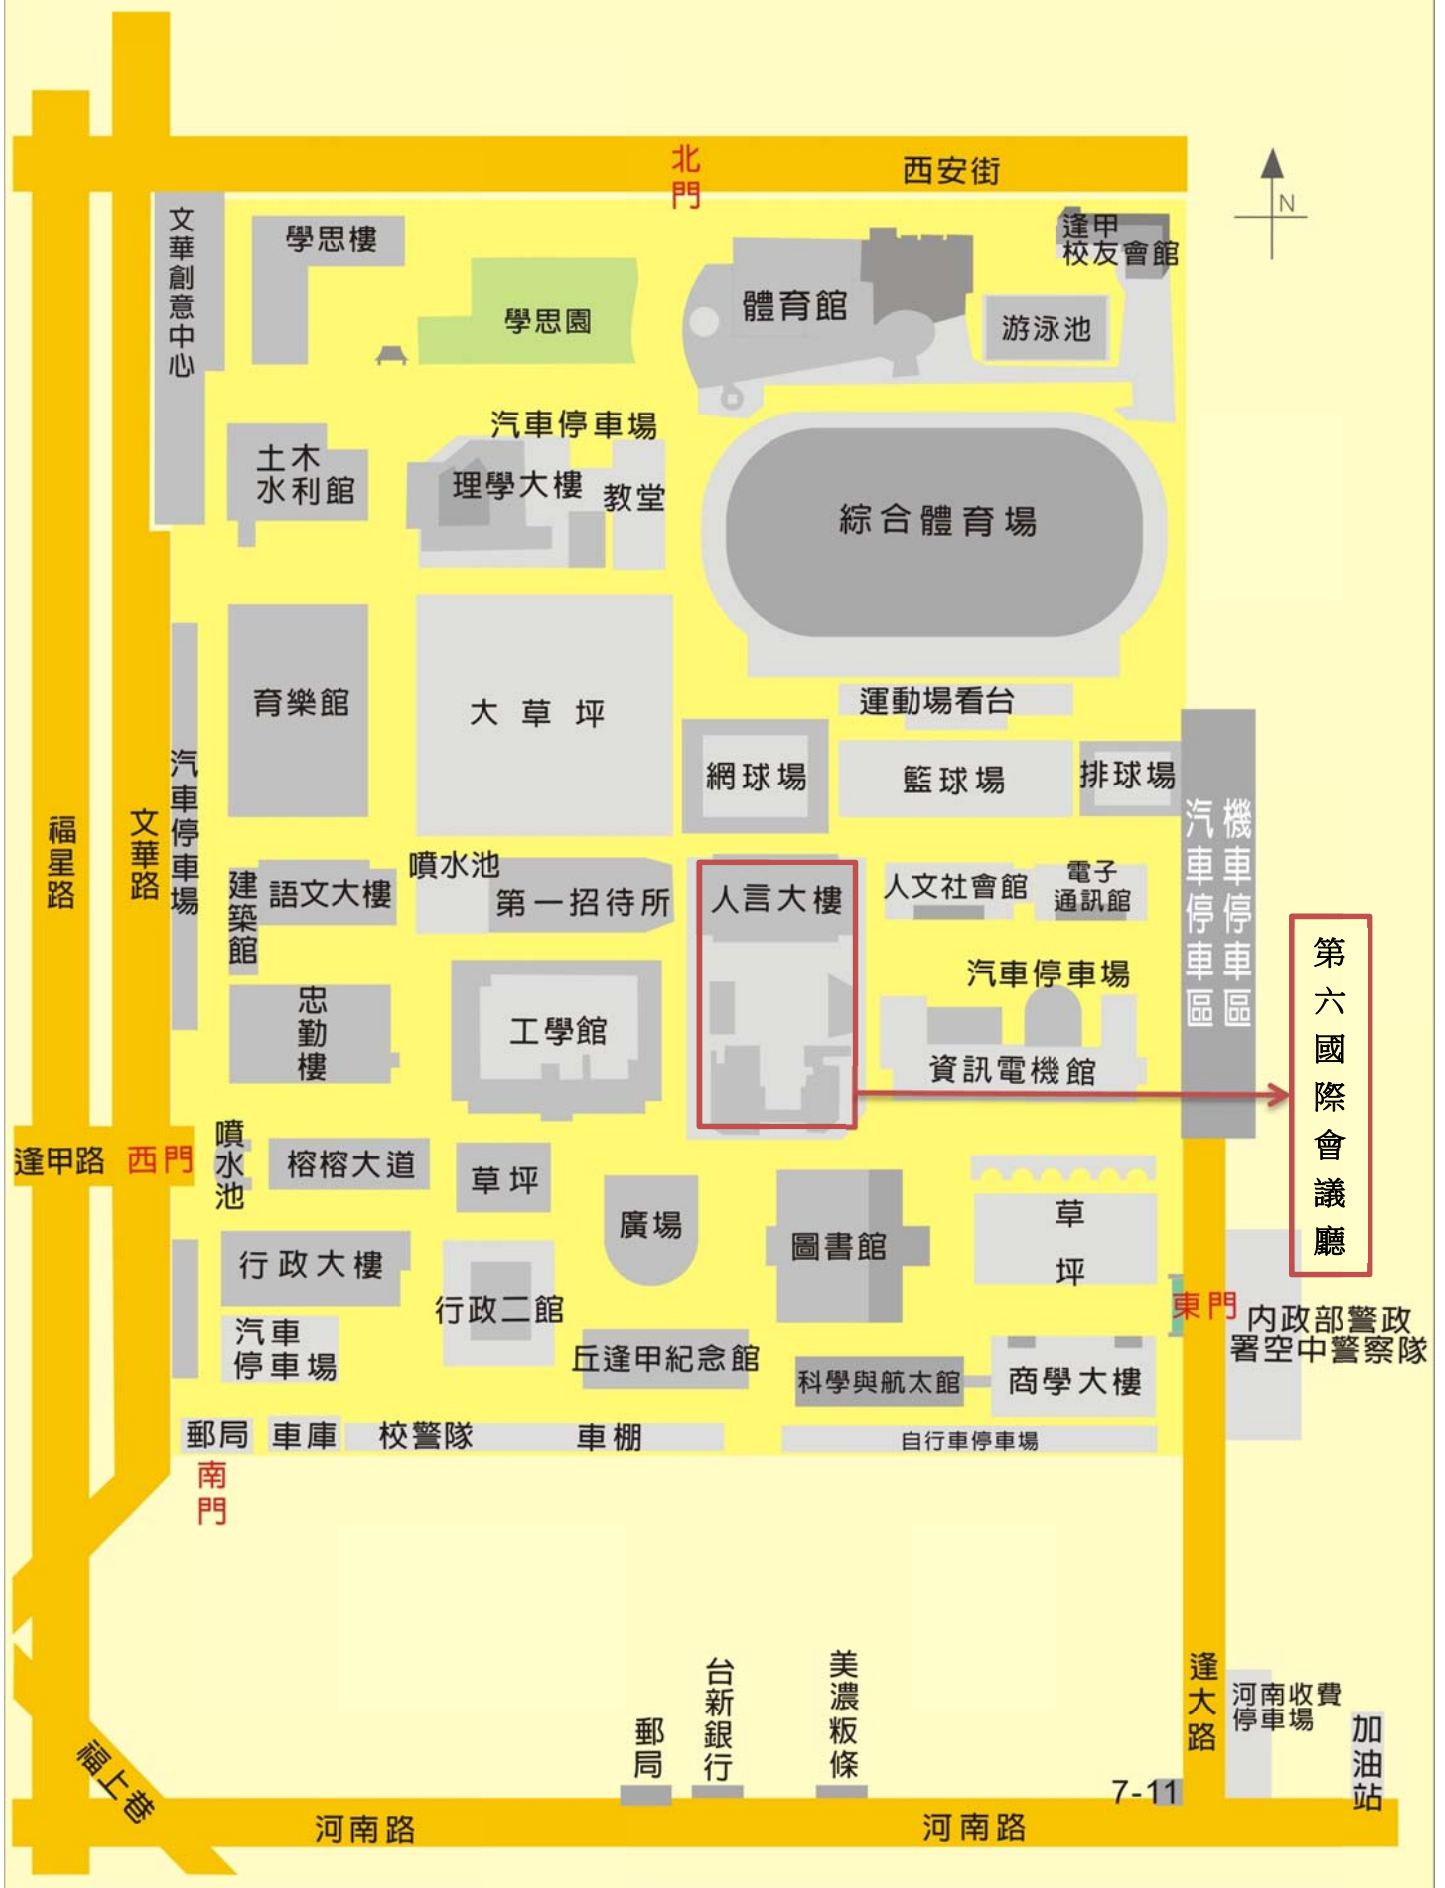 北門
西安街
N
文華創意中心
學思樓
學思園
體育館
逢甲
校友會館
游泳池
汽車停車場
土木
水利館
理學大樓
教堂
綜合體育場
育樂館
大草坪
運動場看台
網球場
籃球場
排球場
福星路
文華路
汽車停車場
汽車停車區
機車停車區
建築館
語文大樓
噴水池
第一招待所
人言大樓
人文社會館
電子
通訊館
第六國際會議廳
忠勤樓
工學館
汽車停車場
資訊電機館
逢甲路
西門
噴水池
榕榕大道
草坪
廣場
圖書館
草坪
行政大樓
行政二館
東門
內政部警政
署空中警察隊
汽車
停車場
丘逢甲紀念館
科學與航太館
商學大樓
郵局
車庫
校警隊
車棚
自行車停車場
南門
逢大路
河南收費
停車場
加油站
郵局
台新銀行
美濃粄條
7-11
福上巷
河南路
河南路